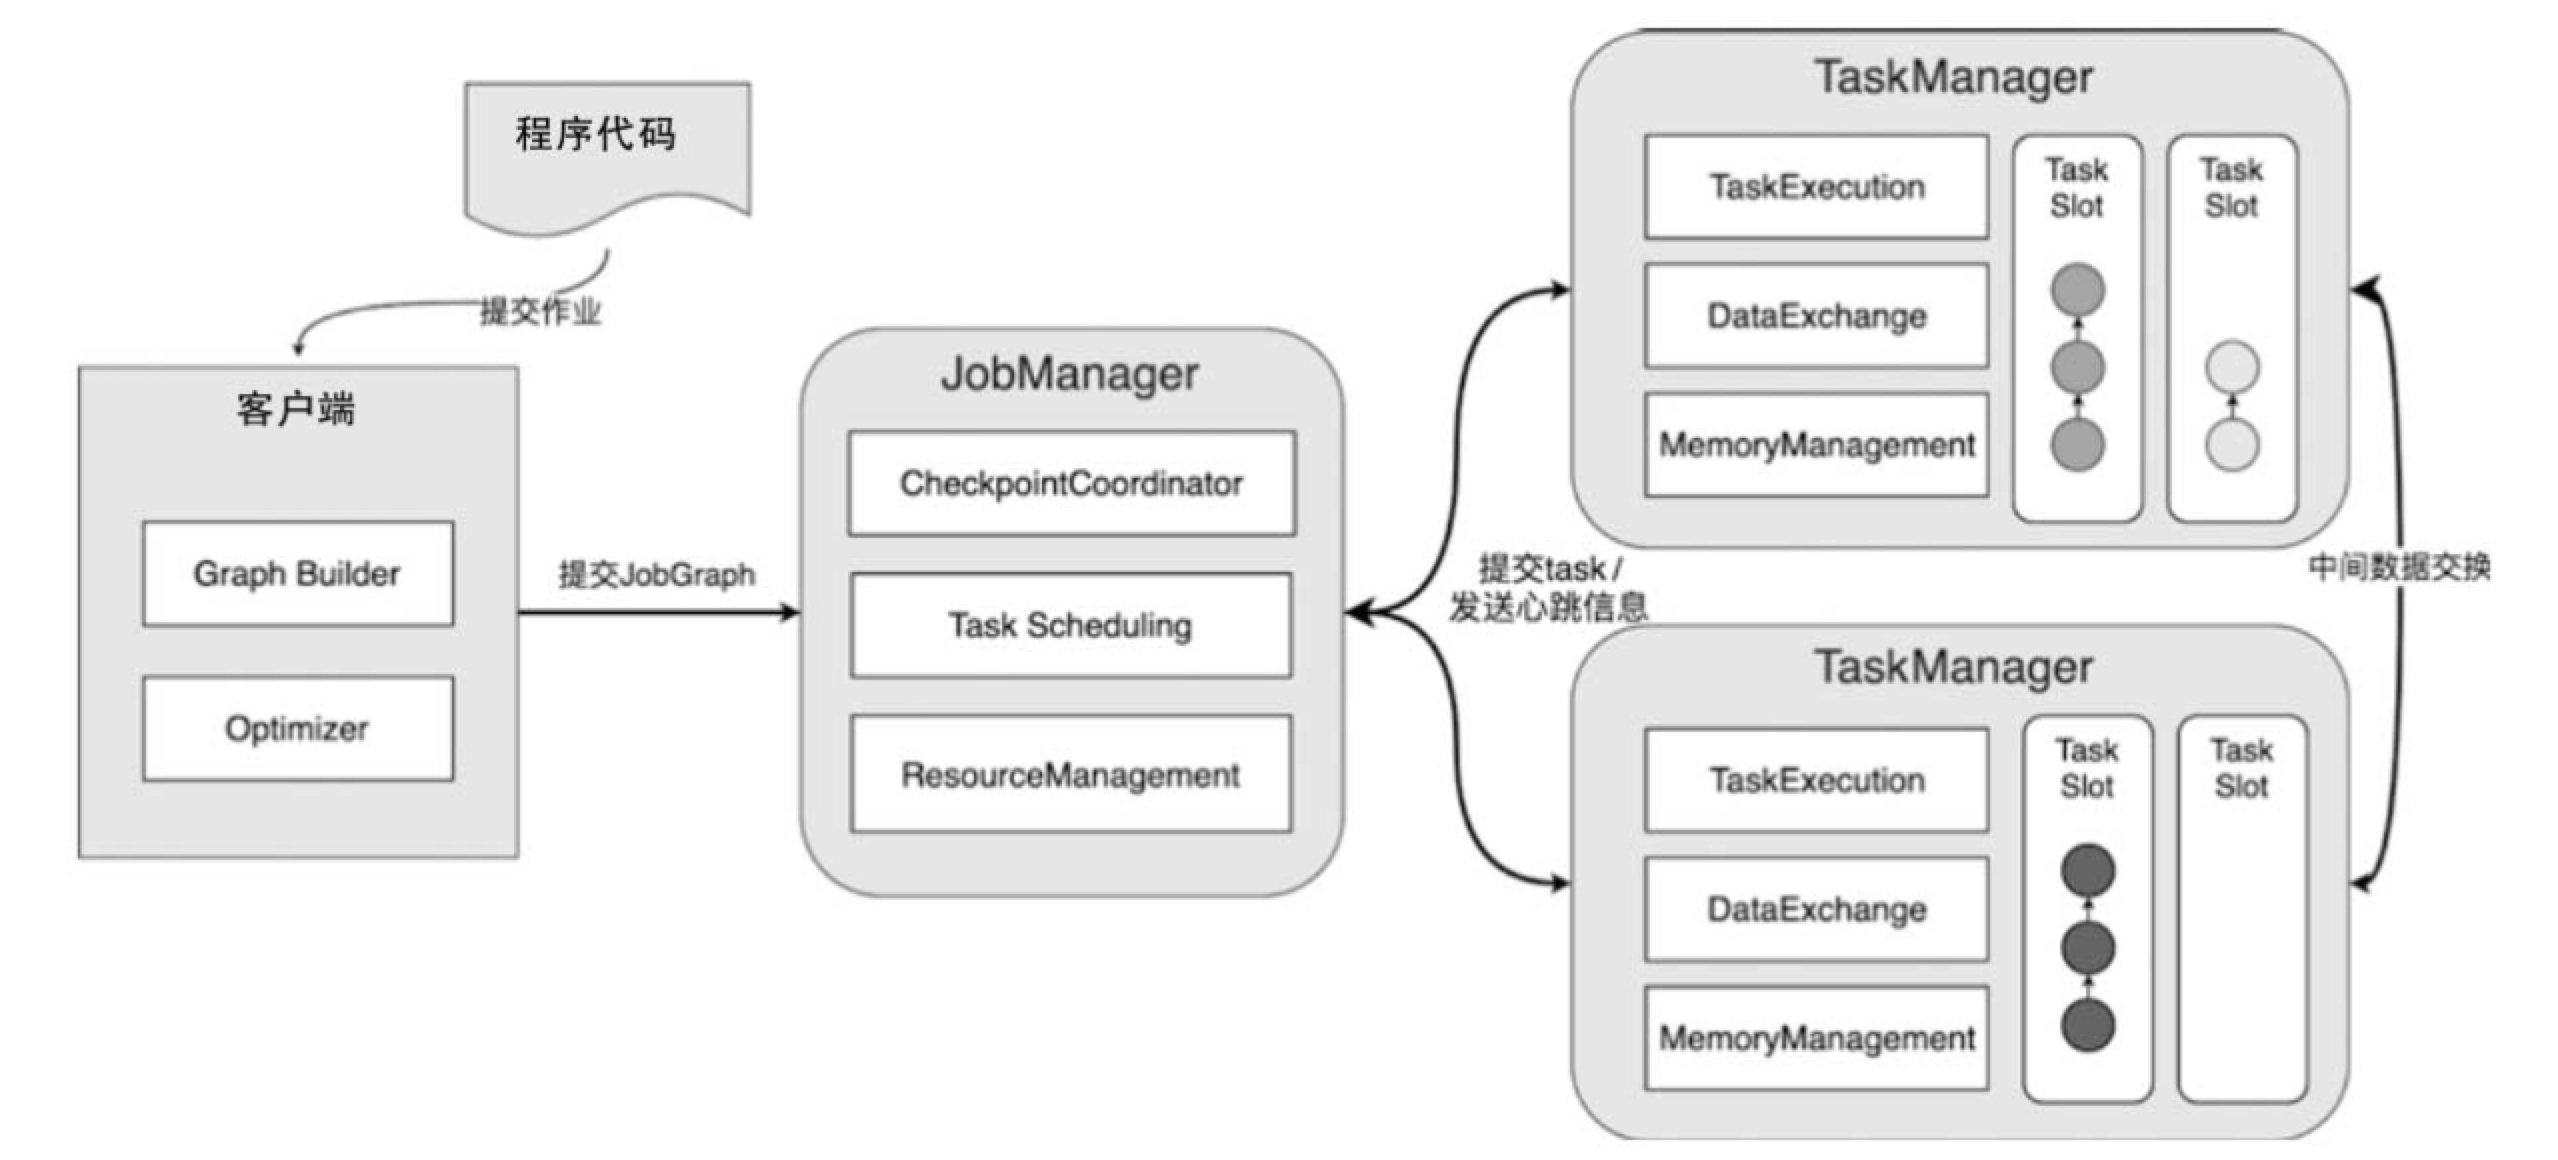 程序代码
提交作业
客户端
Graph Builder
Optimizer
提交JobGraph
JobManager
CheckpointCoordinator
Task Scheduling
ResourceManagement
提交task /
发送心跳信息
TaskManager
TaskExecution
DataExchange
MemoryManagement
Task
Slot
Task
Slot
中间数据交换
TaskManager
TaskExecution
DataExchange
MemoryManagement
Task
Slot
Task
Slot